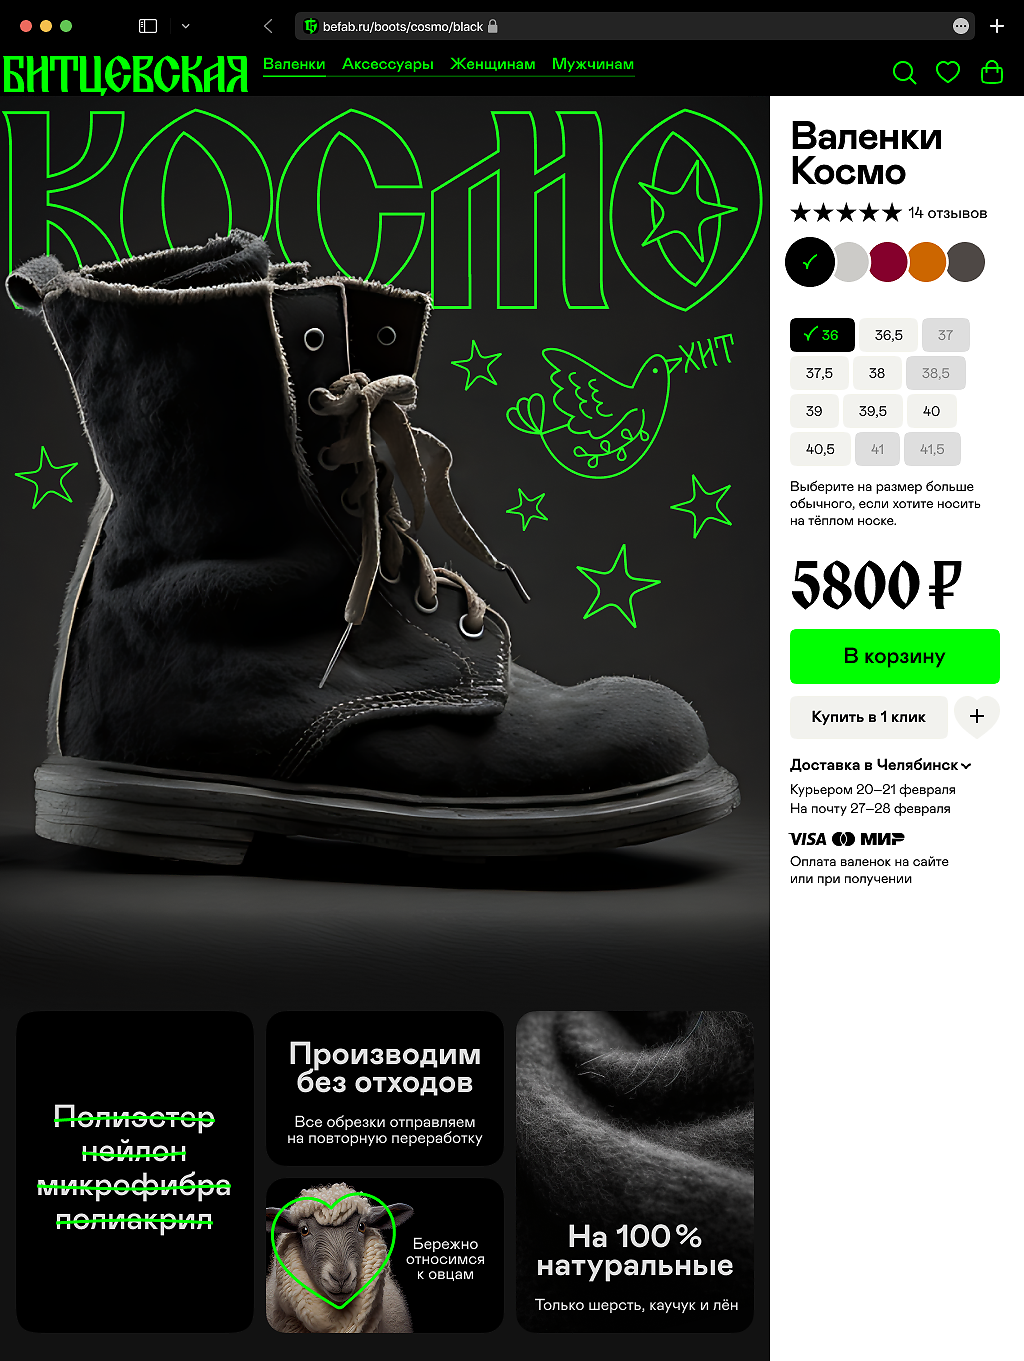 befab.ru/boots/cosmo/black
БИТЦЕВСКАЯ
Валенки Аксессуары Женщинам Мужчинам
КОСМО
ХИТ
Валенки
Космо
★★★★★ 14 отзывов
✓ 36 36,5 37
37,5 38 38,5
39 39,5 40
40,5 41 41,5
Выберите на размер больше
обычного, если хотите носить
на тёплом носке.
5800 ₽
В корзину
Купить в 1 клик +
Доставка в Челябинск
Курьером 20–21 февраля
На почту 27–28 февраля
VISA МИР
Оплата валенок на сайте
или при получении
Полиэстер
нейлон
микрофибра
полиакрил
Производим
без отходов
Все обрезки отправляем
на повторную переработку
Бережно
относимся
к овцам
На 100 %
натуральные
Только шерсть, каучук и лён